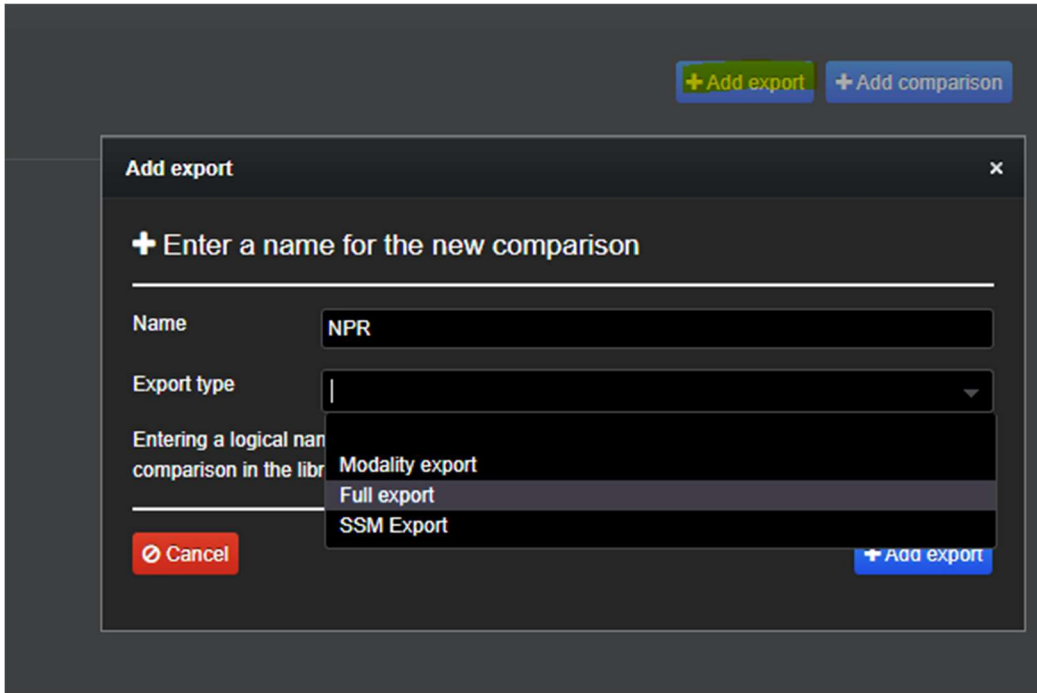 Add export
Add comparison
Add export
×
Enter a name for the new comparison
Name
NPR
Export type
Entering a logical nam
comparison in the libr
Modality export
Full export
SSM Export
Cancel
Add export